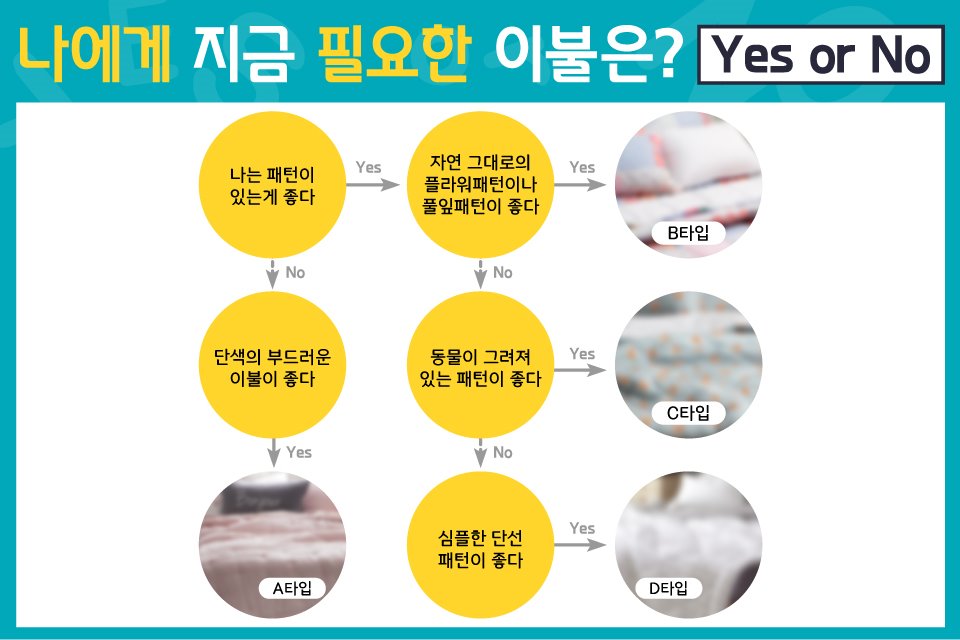 나에게 지금 필요한 이불은? Yes or No
나는 패턴이
있는게 좋다
Yes
자연 그대로의
플라워패턴이나
풀잎패턴이 좋다
Yes
B타입
No
No
단색의 부드러운
이불이 좋다
동물이 그려져
있는 패턴이 좋다
Yes
C타입
Yes
No
A타입
심플한 단선
패턴이 좋다
Yes
D타입